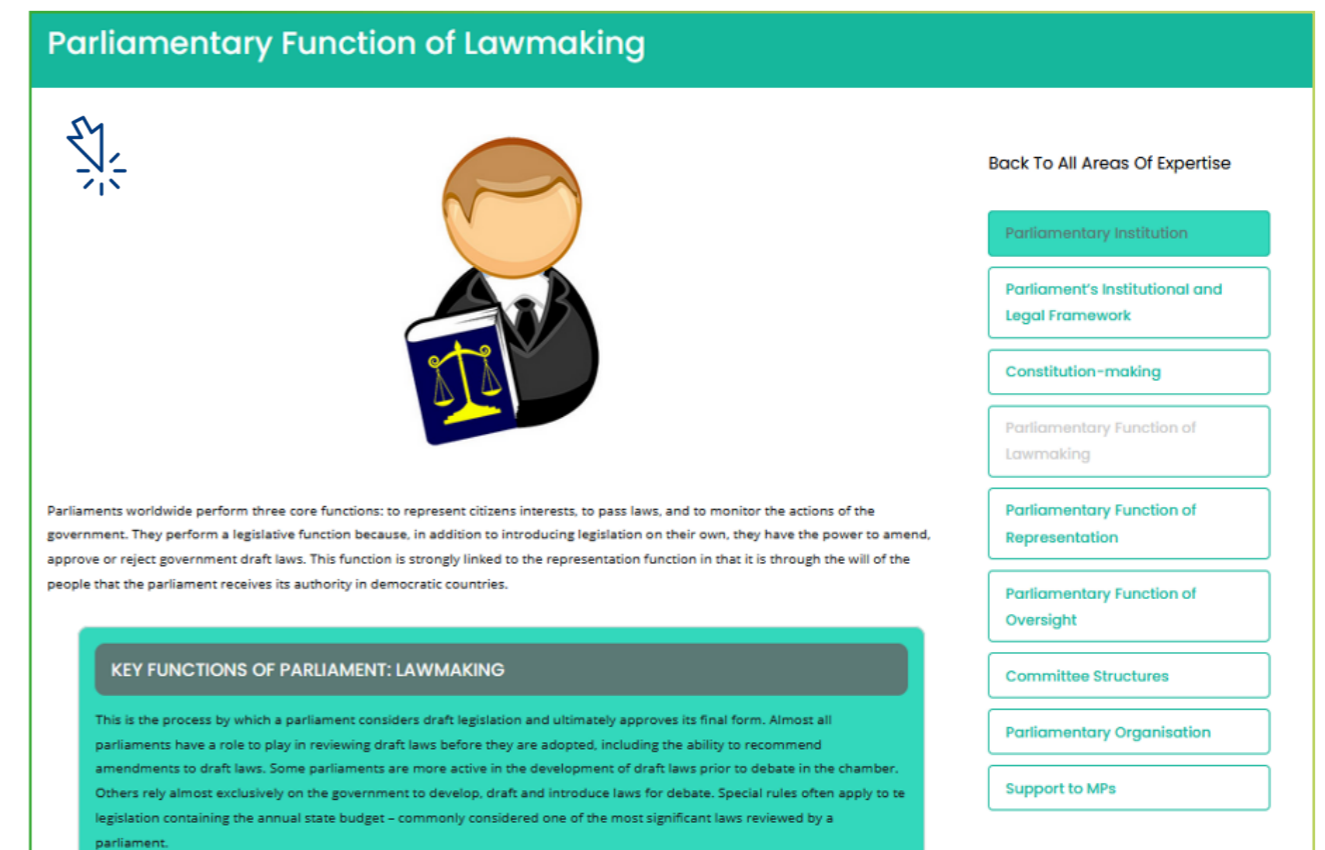 Parliamentary Function of Lawmaking
Back To All Areas Of Expertise
Parliamentary Institution
Parliament's Institutional and
Legal Framework
Constitution-making
Parliamentary Function of
Lawmaking
Parliamentary Function of
Representation
Parliamentary Function of
Oversight
Committee Structures
Parliamentary Organisation
Support to MPs
Parliaments worldwide perform three core functions: to represent citizens interests, to pass laws, and to monitor the actions of the
government. They perform a legislative function because, in addition to introducing legislation on their own, they have the power to amend,
approve or reject government draft laws. This function is strongly linked to the representation function in that it is through the will of the
people that the parliament receives its authority in democratic countries.
KEY FUNCTIONS OF PARLIAMENT: LAWMAKING
This is the process by which a parliament considers draft legislation and ultimately approves its final form. Almost all
parliaments have a role to play in reviewing draft laws before they are adopted, including the ability to recommend
amendments to draft laws. Some parliaments are more active in the development of draft laws prior to debate in the chamber.
Others rely almost exclusively on the government to develop, draft and introduce laws for debate. Special rules often apply to te
legislation containing the annual state budget – commonly considered one of the most significant laws reviewed by a
parliament.